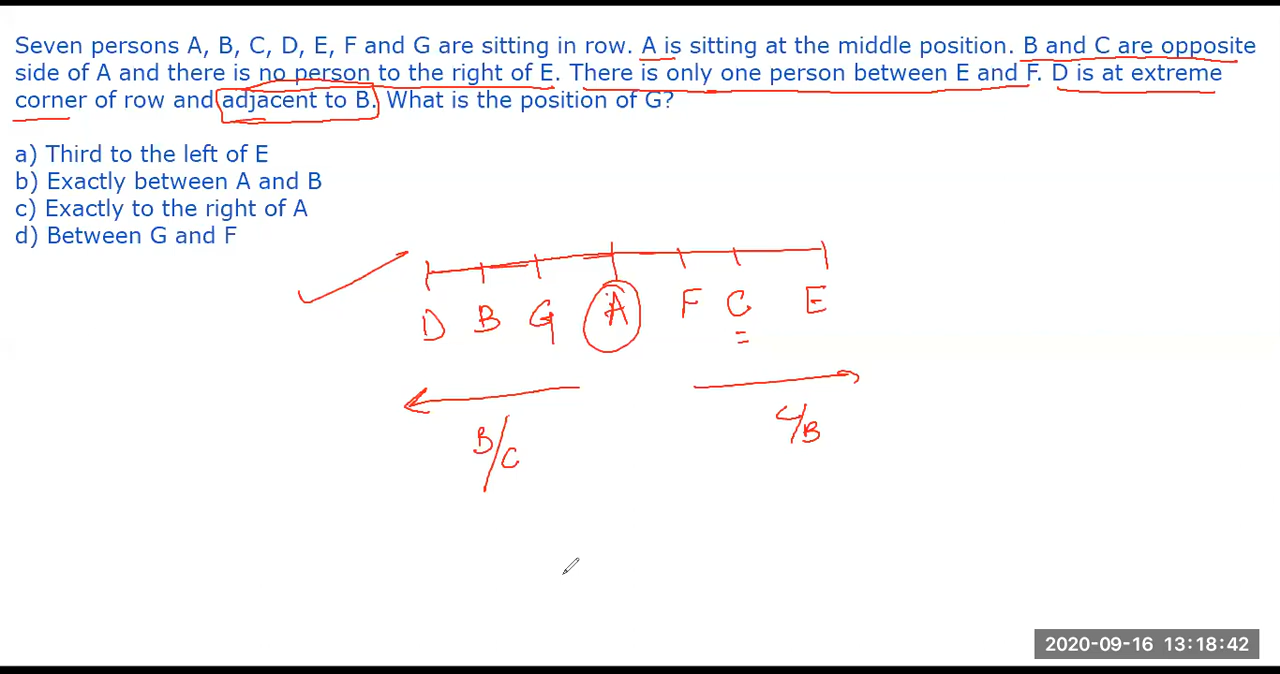 Seven persons A, B, C, D, E, F and G are sitting in row. A is sitting at the middle position. B and C are opposite
side of A and there is no person to the right of E. There is only one person between E and F. D is at extreme
corner of row and adjacent to B. What is the position of G?
a) Third to the left of E
b) Exactly between A and B
c) Exactly to the right of A
d) Between G and F
D B G A F C E
B/C C/B
2020-09-16 13:18:42